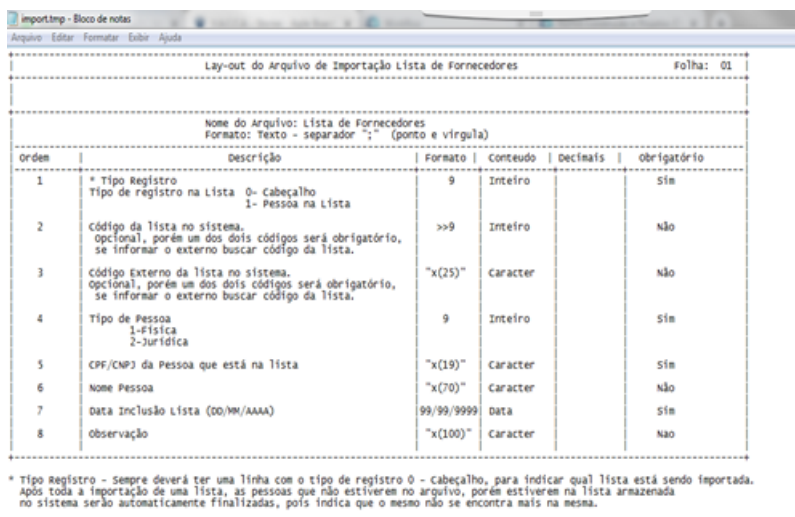 import.tmp - Bloco de notas
Arquivo Editar Formatar Exibir Ajuda
Lay-out do Arquivo de Importação Lista de Fornecedores Folha: 01
Nome do Arquivo: Lista de Fornecedores
Formato: Texto - separador ";" (ponto e virgula)
Ordem | Descrição | Formato | Conteudo | Decimais | Obrigatório
1 | * Tipo Registro | 9 | Inteiro | | Sim
Tipo de registro na Lista 0- Cabeçalho
1- Pessoa na Lista
2 | Código da lista no sistema. | >>9 | Inteiro | | Não
Opcional, porém um dos dois códigos será obrigatório,
se informar o externo buscar código da lista.
3 | Código Externo da lista no sistema. | "x(25)" | Caracter | | Não
Opcional, porém um dos dois códigos será obrigatório,
se informar o externo buscar código da lista.
4 | Tipo de Pessoa | 9 | Inteiro | | Sim
1-Física
2-Jurídica
5 | CPF/CNPJ da Pessoa que está na lista | "x(19)" | Caracter | | Sim
6 | Nome Pessoa | "x(70)" | Caracter | | Não
7 | Data Inclusão Lista (DD/MM/AAAA) | 99/99/9999 | Data | | Sim
8 | Observação | "x(100)" | Caracter | | Nao
* Tipo Registro - Sempre deverá ter uma linha com o tipo de registro 0 - Cabeçalho, para indicar qual lista está sendo importada.
Após toda a importação de uma lista, as pessoas que não estiverem no arquivo, porém estiverem na lista armazenada
no sistema serão automaticamente finalizadas, pois indica que o mesmo não se encontra mais na mesma.